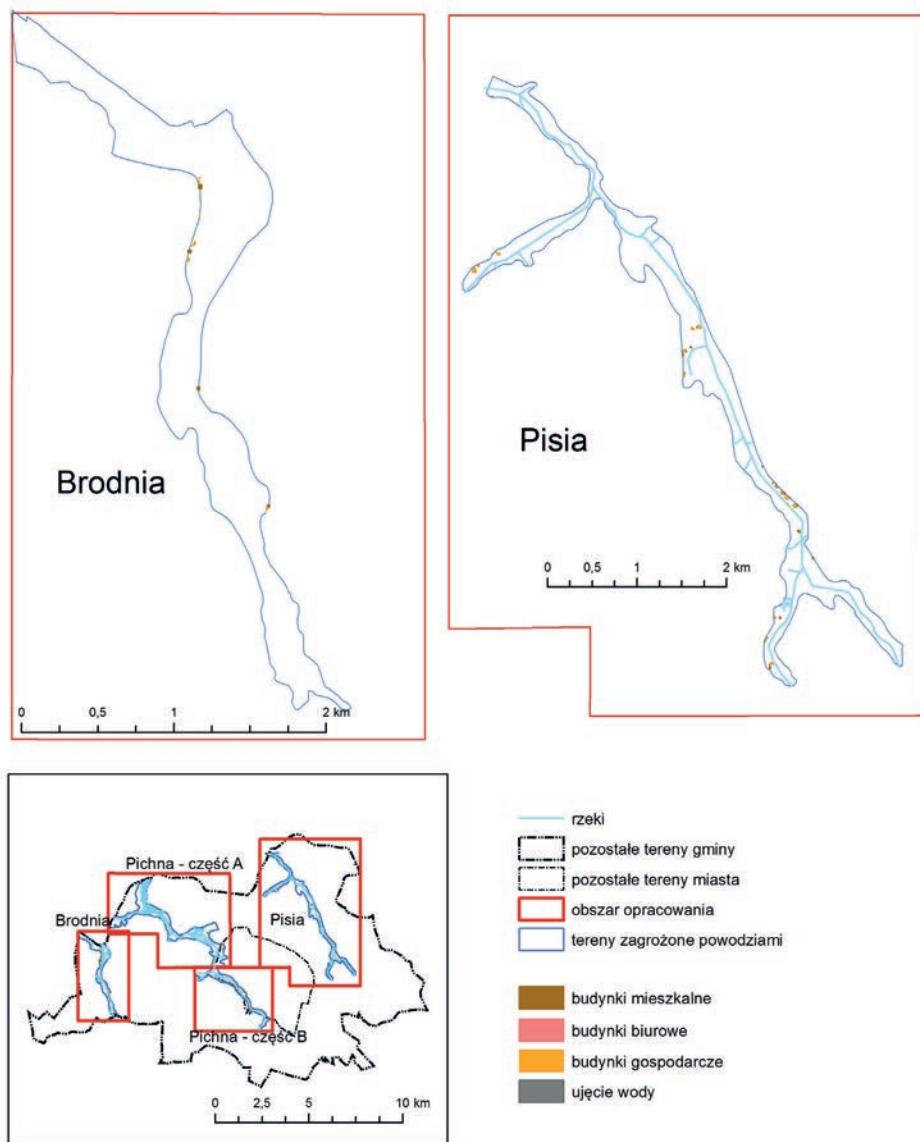 Brodnia
0 0,5 1 2 km
Pisia
0 0,5 1 2 km
Pichna - część A
Brodnia
Pisia
Pichna - część B
0 2,5 5 10 km
rzeki
pozostałe tereny gminy
pozostałe tereny miasta
obszar opracowania
tereny zagrożone powodziami
budynki mieszkalne
budynki biurowe
budynki gospodarcze
ujęcie wody